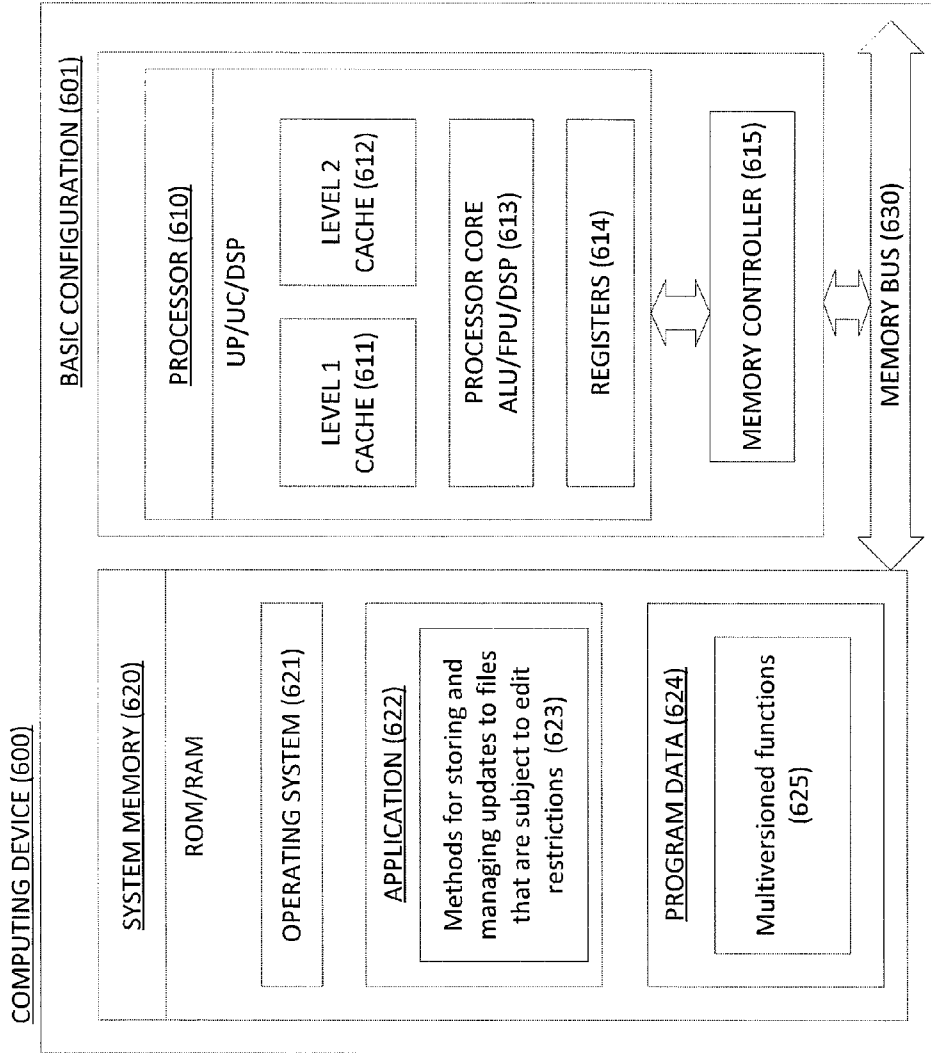 COMPUTING DEVICE (600)
BASIC CONFIGURATION (601)
SYSTEM MEMORY (620)
ROM/RAM
OPERATING SYSTEM (621)
APPLICATION (622)
Methods for storing and
managing updates to files
that are subject to edit
restrictions (623)
PROGRAM DATA (624)
Multiversioned functions
(625)
PROCESSOR (610)
UP/UC/DSP
LEVEL 1
CACHE (611)
LEVEL 2
CACHE (612)
PROCESSOR CORE
ALU/FPU/DSP (613)
REGISTERS (614)
MEMORY CONTROLLER (615)
MEMORY BUS (630)